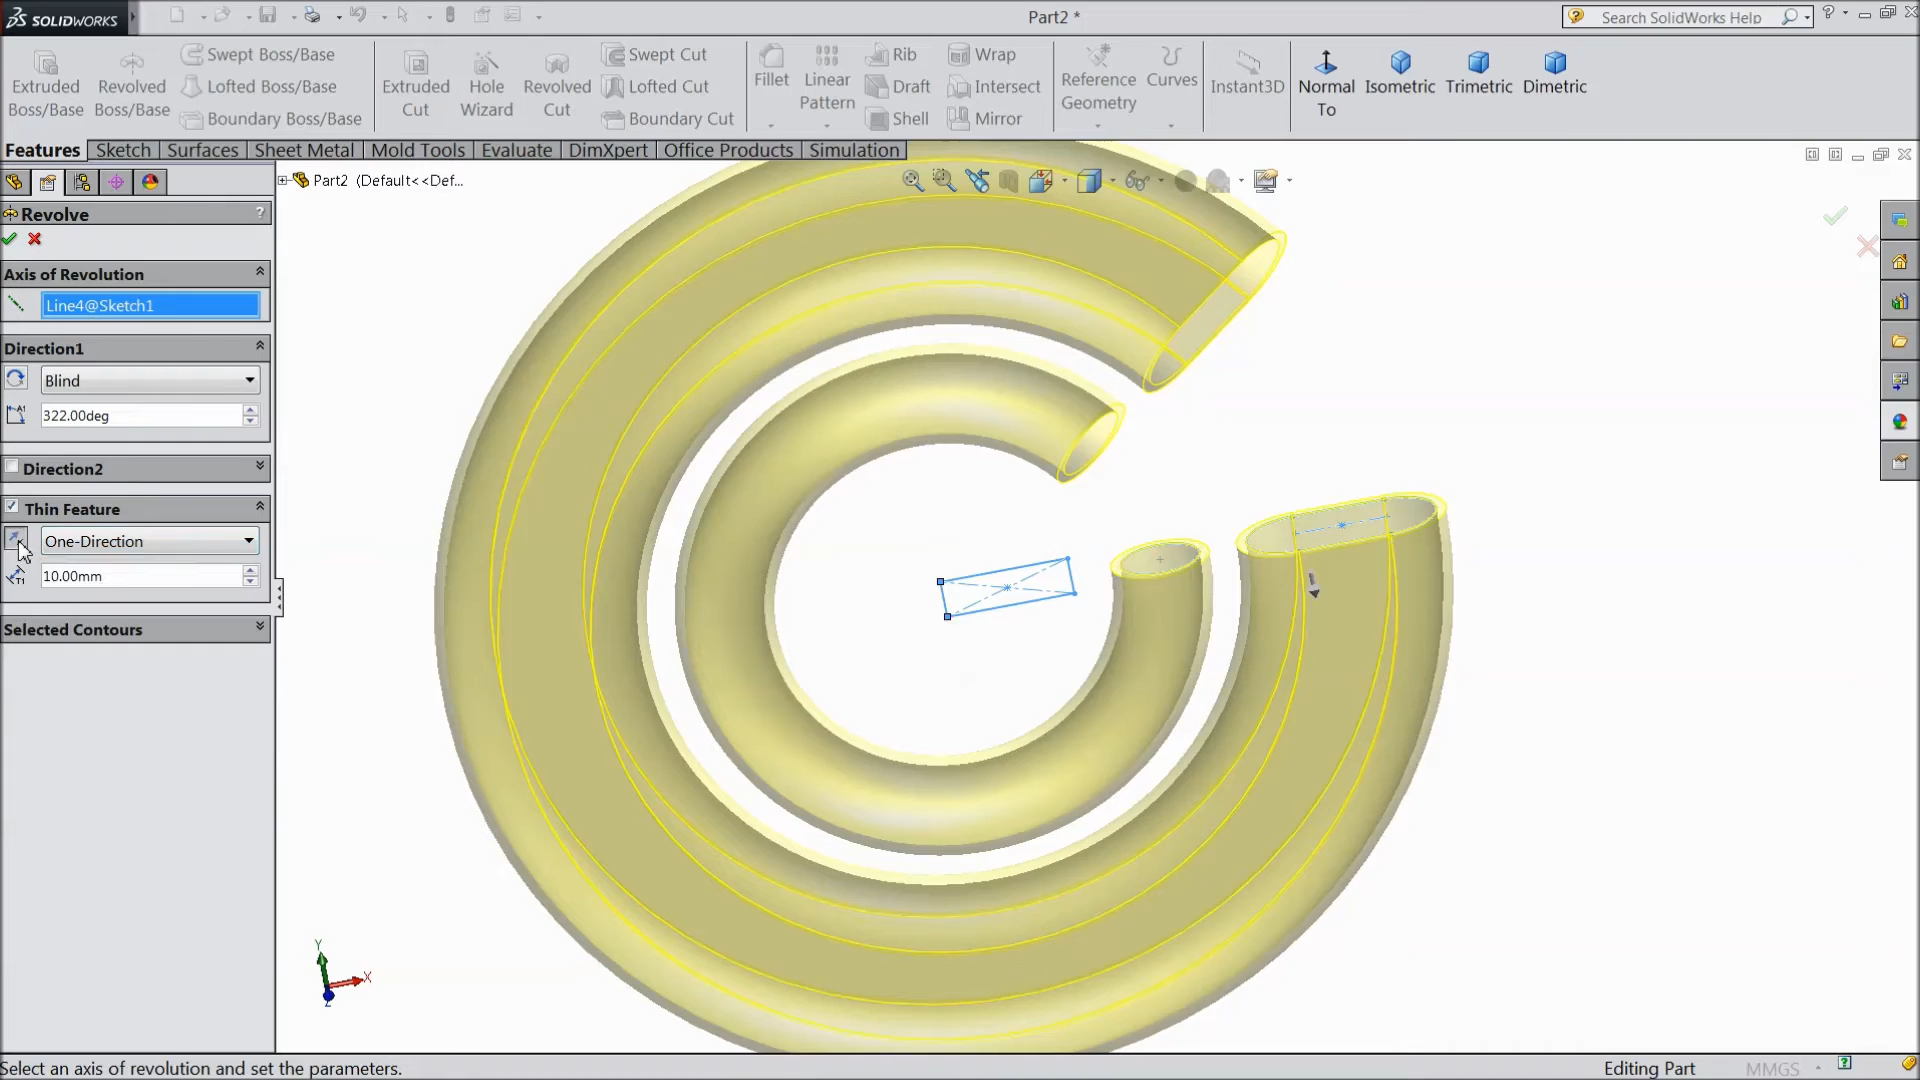 SOLIDWORKS
Part2 *
Search SolidWorks Help
Extruded Boss/Base
Revolved Boss/Base
Swept Boss/Base
Lofted Boss/Base
Boundary Boss/Base
Extruded Cut
Hole Wizard
Revolved Cut
Swept Cut
Lofted Cut
Boundary Cut
Fillet
Linear Pattern
Rib
Draft
Shell
Wrap
Intersect
Mirror
Reference Geometry
Curves
Instant3D
Normal To
Isometric
Trimetric
Dimetric
Features
Sketch
Surfaces
Sheet Metal
Mold Tools
Evaluate
DimXpert
Office Products
Simulation
Part2 (Default<<Def...
Revolve
?
Axis of Revolution
Line4@Sketch1
Direction1
Blind
A1
322.00deg
Direction2
Thin Feature
One-Direction
T1
10.00mm
Selected Contours
Y
X
Z
Select an axis of revolution and set the parameters.
Editing Part
MMGS